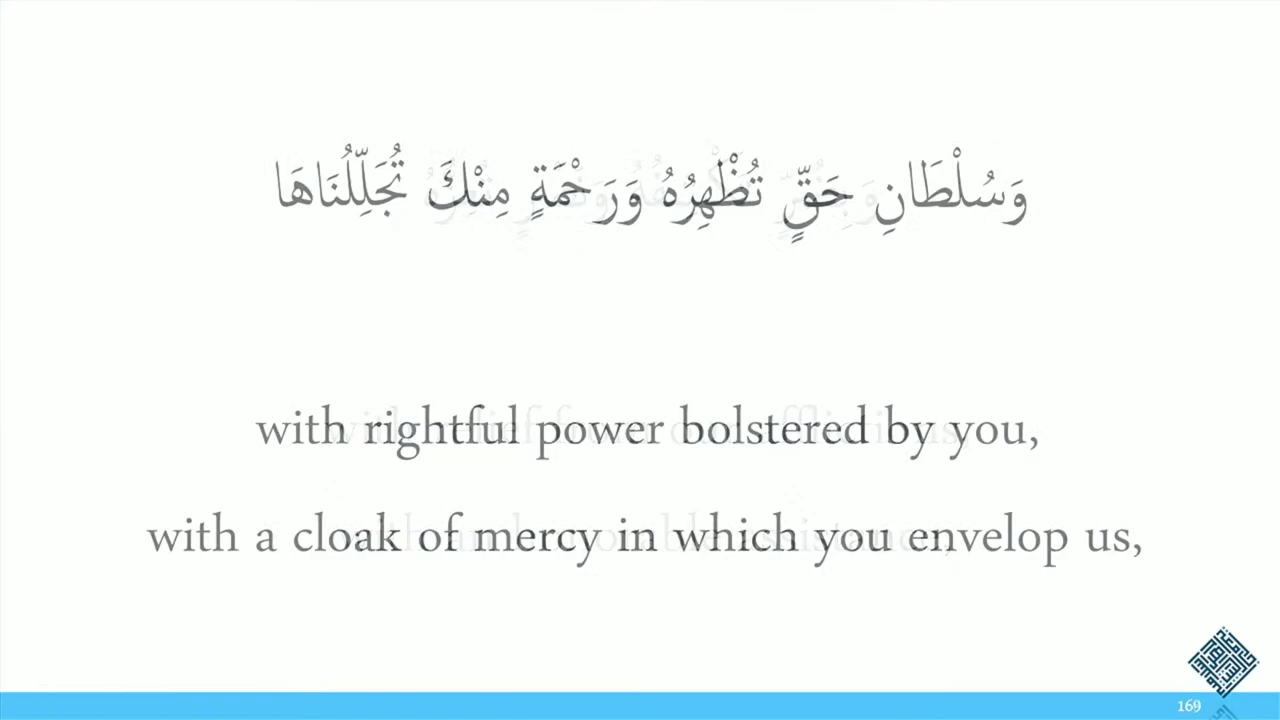 وَسُلْطَانِ حَقٍّ تُظْهِرُهُ وَرَحْمَةٍ مِنْكَ تُجَلِّلُنَاهَا
with rightful power bolstered by you,
with a cloak of mercy in which you envelop us,
169